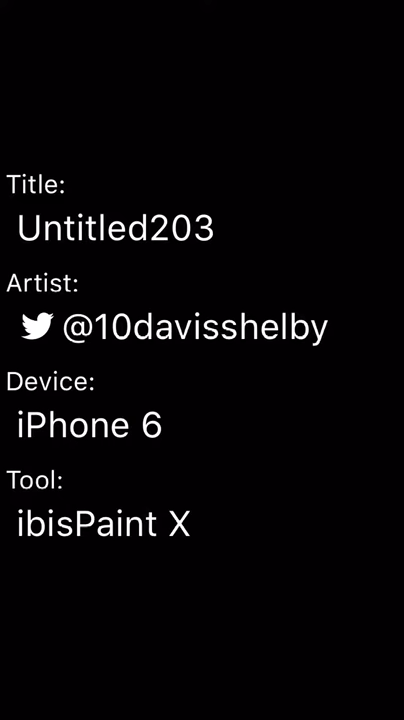 Title:
Untitled203
Artist:
@10davisshelby
Device:
iPhone 6
Tool:
ibisPaint X